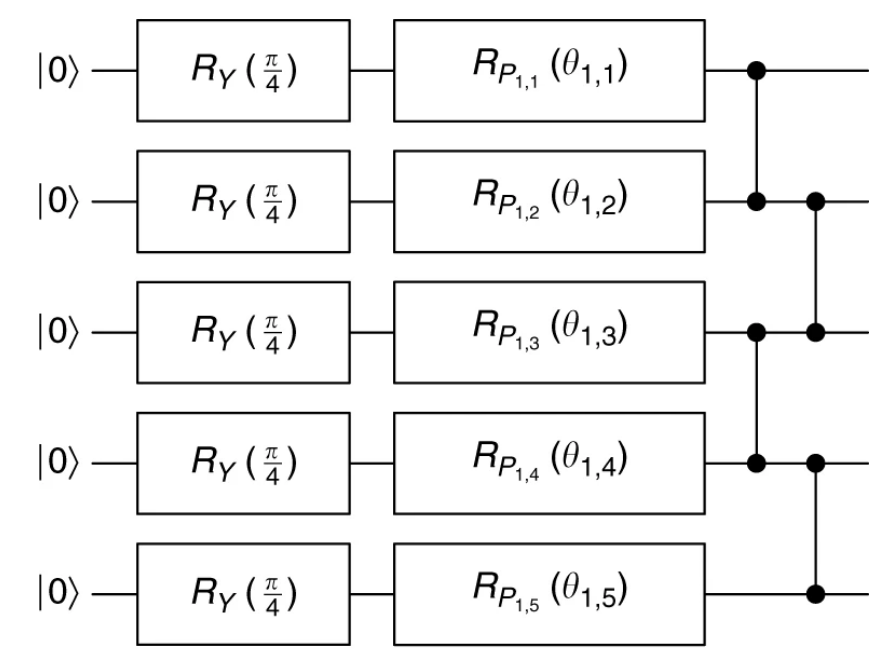 |0⟩ R_Y (π/4) R_{P_{1,1}} (θ_{1,1})
|0⟩ R_Y (π/4) R_{P_{1,2}} (θ_{1,2})
|0⟩ R_Y (π/4) R_{P_{1,3}} (θ_{1,3})
|0⟩ R_Y (π/4) R_{P_{1,4}} (θ_{1,4})
|0⟩ R_Y (π/4) R_{P_{1,5}} (θ_{1,5})